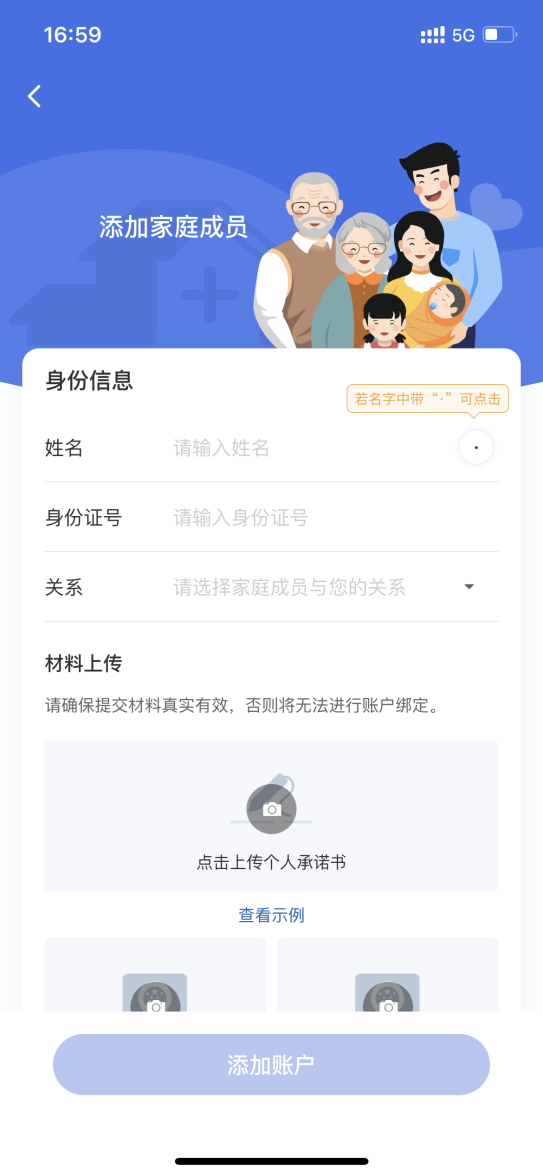 16:59
5G
添加家庭成员
身份信息
若名字中带“·”可点击
姓名
请输入姓名
·
身份证号
请输入身份证号
关系
请选择家庭成员与您的关系
材料上传
请确保提交材料真实有效，否则将无法进行账户绑定。
点击上传个人承诺书
查看示例
添加账户